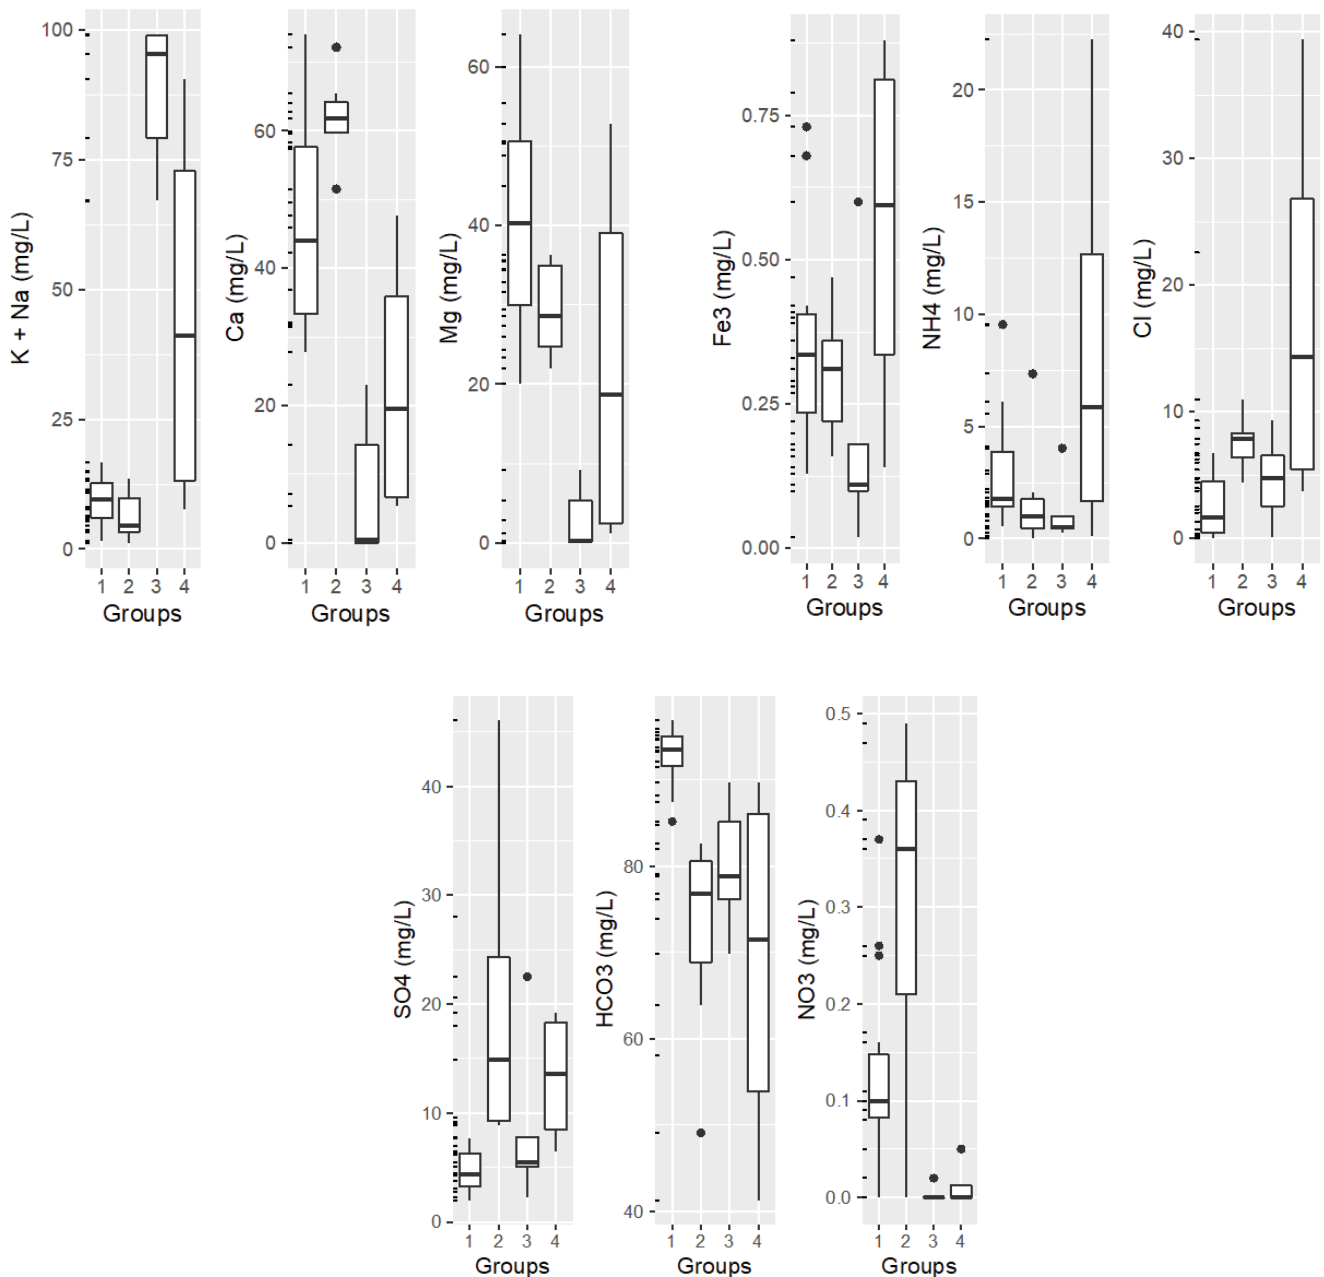 K + Na (mg/L)
100
75
50
25
0
1 2 3 4
Groups
Ca (mg/L)
60
40
20
0
1 2 3 4
Groups
Mg (mg/L)
60
40
20
0
1 2 3 4
Groups
Fe3 (mg/L)
0.75
0.50
0.25
0.00
1 2 3 4
Groups
NH4 (mg/L)
20
15
10
5
0
1 2 3 4
Groups
Cl (mg/L)
40
30
20
10
0
1 2 3 4
Groups
SO4 (mg/L)
40
30
20
10
0
1 2 3 4
Groups
HCO3 (mg/L)
80
60
40
1 2 3 4
Groups
NO3 (mg/L)
0.5
0.4
0.3
0.2
0.1
0.0
1 2 3 4
Groups